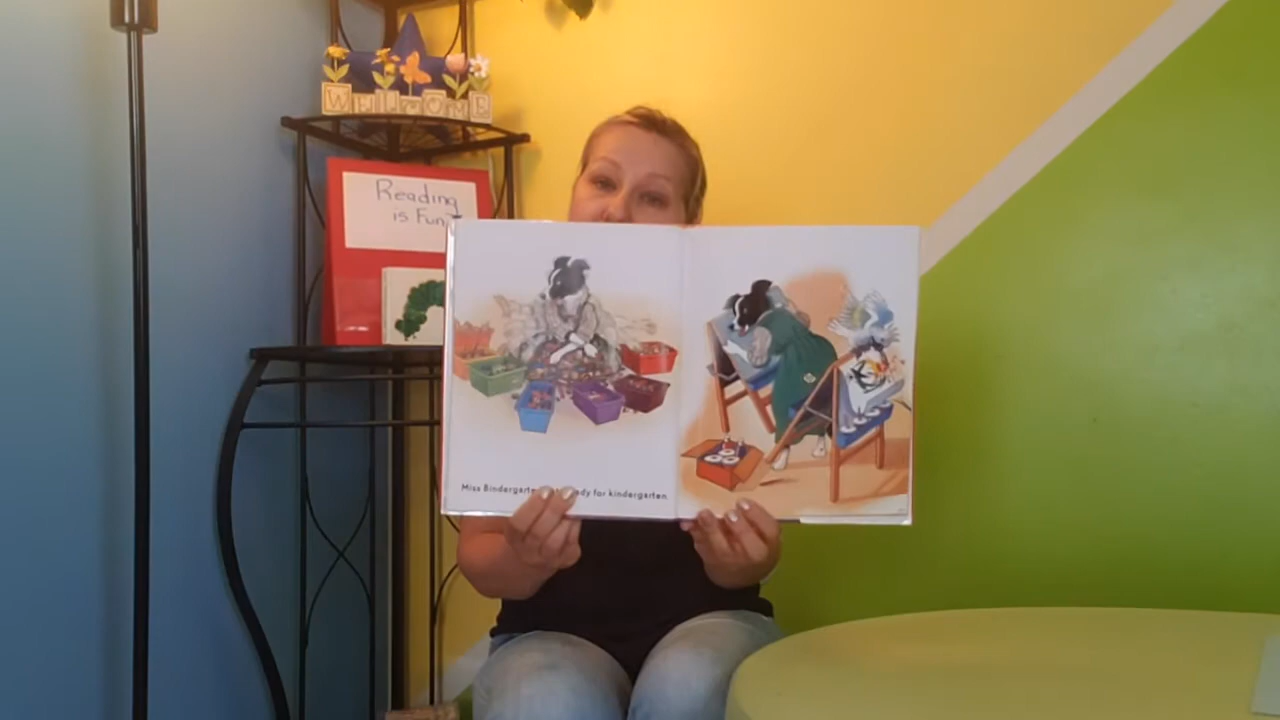 WELCOME
Reading
is Fun
Miss Bindergarten ready for kindergarten.